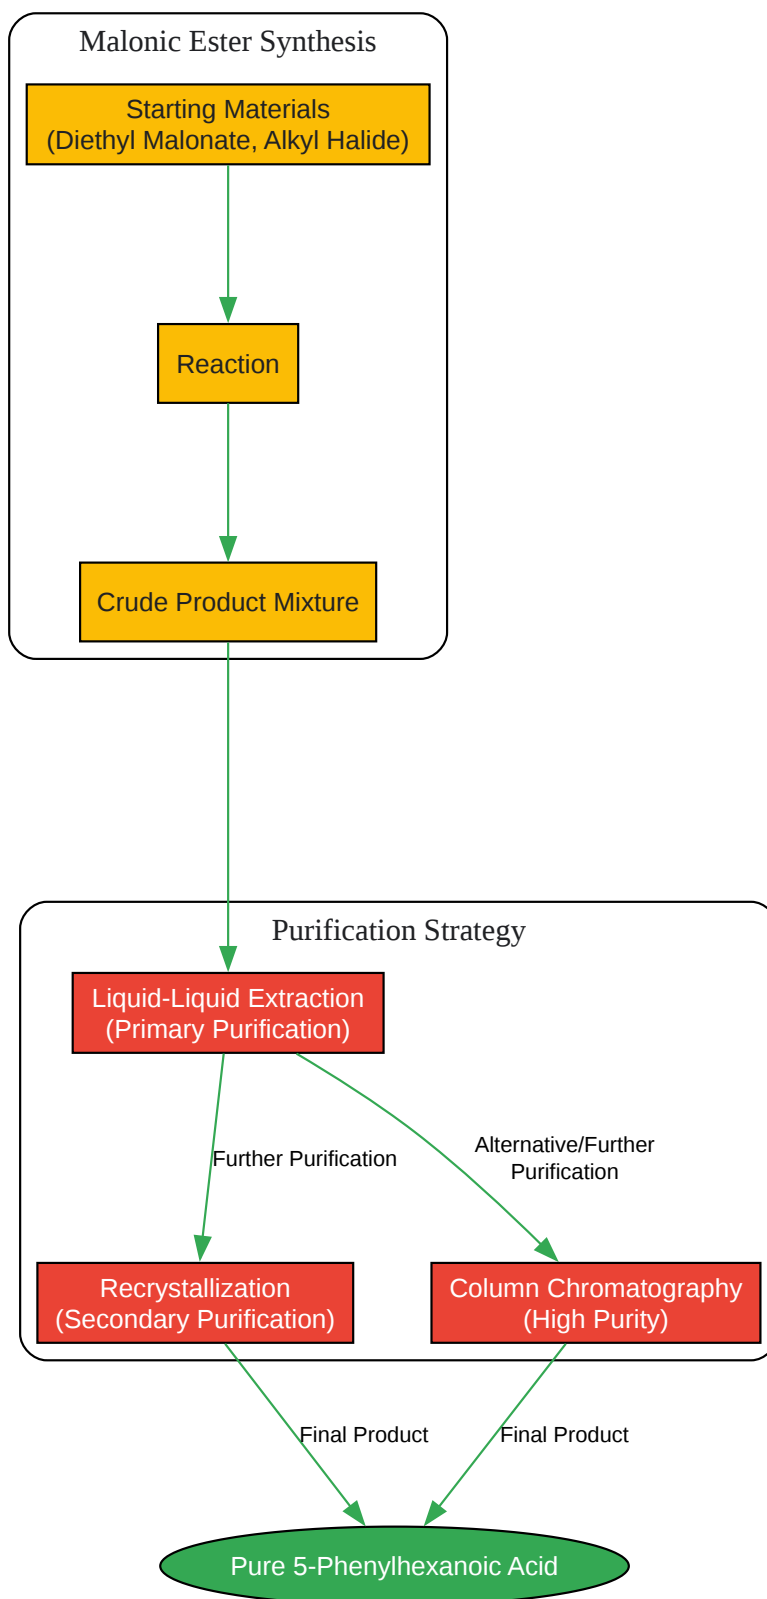 Malonic Ester Synthesis
Starting Materials
(Diethyl Malonate, Alkyl Halide)
Reaction
Crude Product Mixture
Purification Strategy
Liquid-Liquid Extraction
(Primary Purification)
Further Purification
Alternative/Further
Purification
Recrystallization
(Secondary Purification)
Column Chromatography
(High Purity)
Final Product
Final Product
Pure 5-Phenylhexanoic Acid